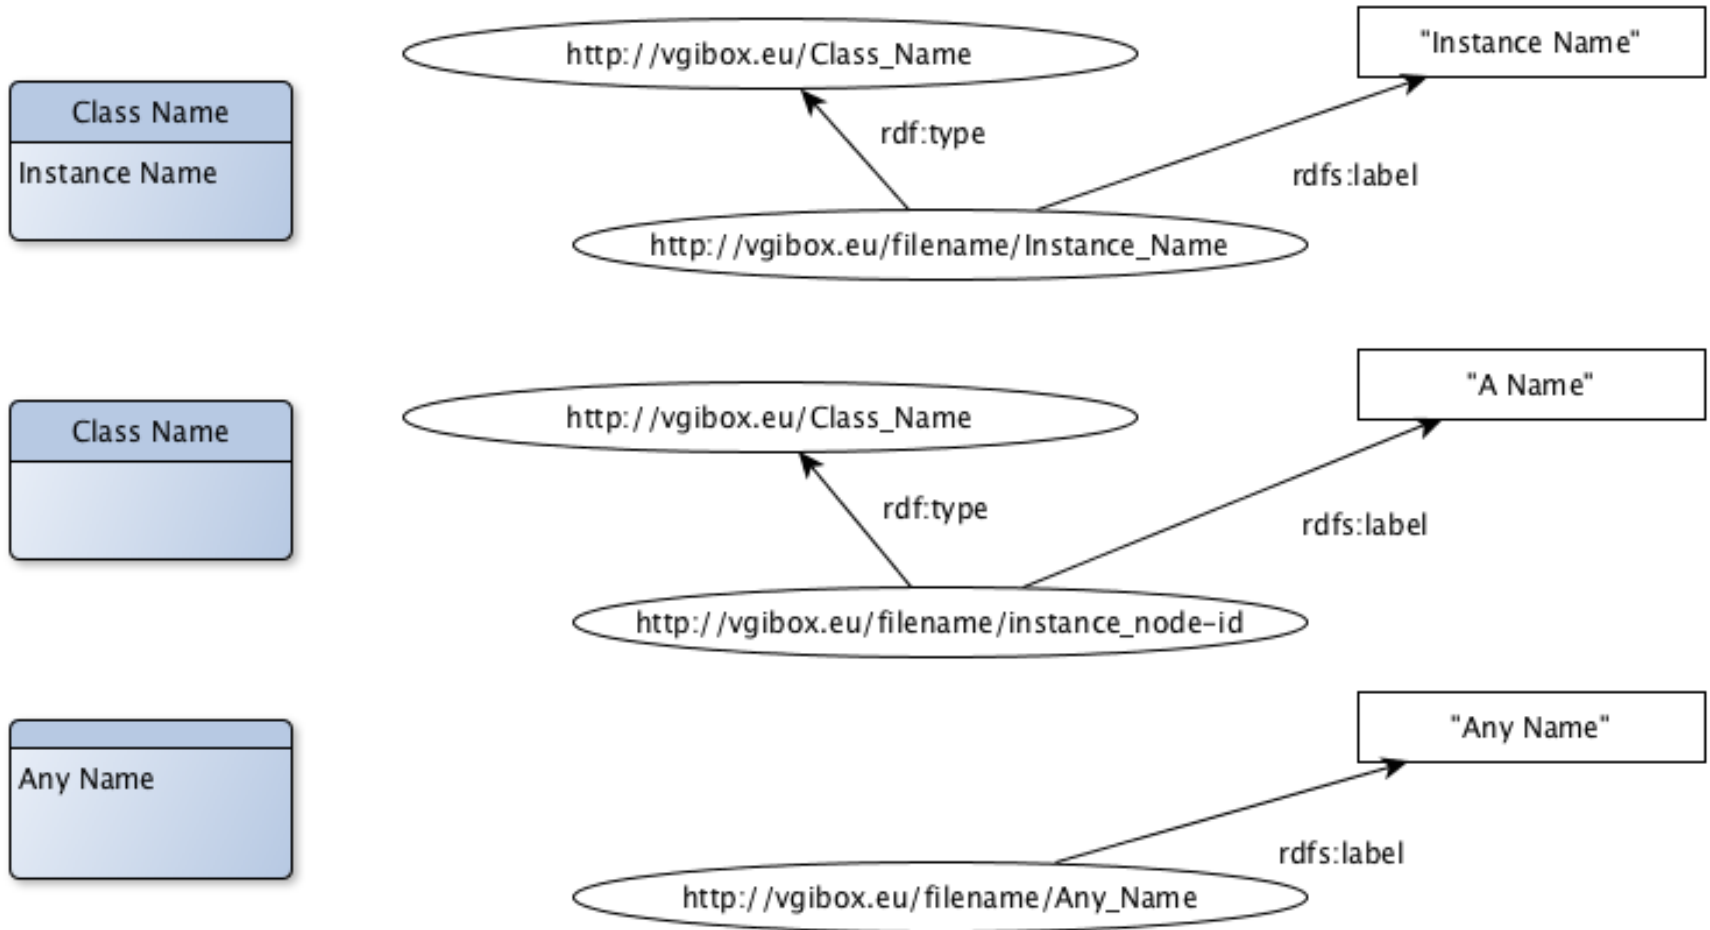 Class Name
Instance Name
http://vgibox.eu/Class_Name
"Instance Name"
rdf:type
rdfs:label
http://vgibox.eu/filename/Instance_Name
Class Name
http://vgibox.eu/Class_Name
"A Name"
rdf:type
rdfs:label
http://vgibox.eu/filename/instance_node-id
Any Name
"Any Name"
rdfs:label
http://vgibox.eu/filename/Any_Name